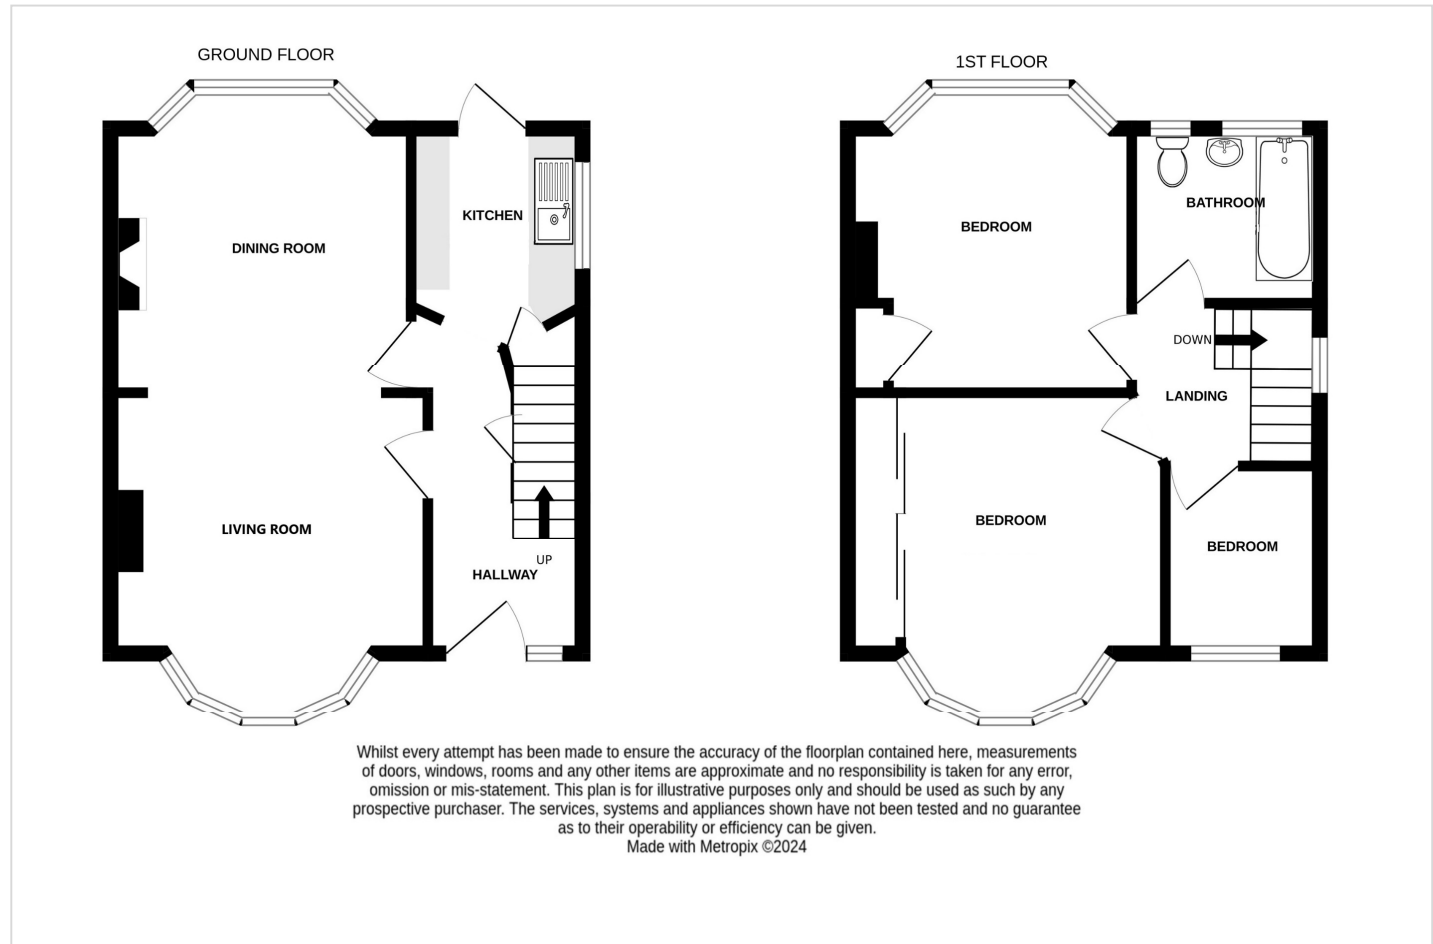 GROUND FLOOR
KITCHEN
DINING ROOM
LIVING ROOM
UP
HALLWAY
1ST FLOOR
BATHROOM
BEDROOM
DOWN
LANDING
BEDROOM
BEDROOM
Whilst every attempt has been made to ensure the accuracy of the floorplan contained here, measurements
of doors, windows, rooms and any other items are approximate and no responsibility is taken for any error,
omission or mis-statement. This plan is for illustrative purposes only and should be used as such by any
prospective purchaser. The services, systems and appliances shown have not been tested and no guarantee
as to their operability or efficiency can be given.
Made with Metropix ©2024